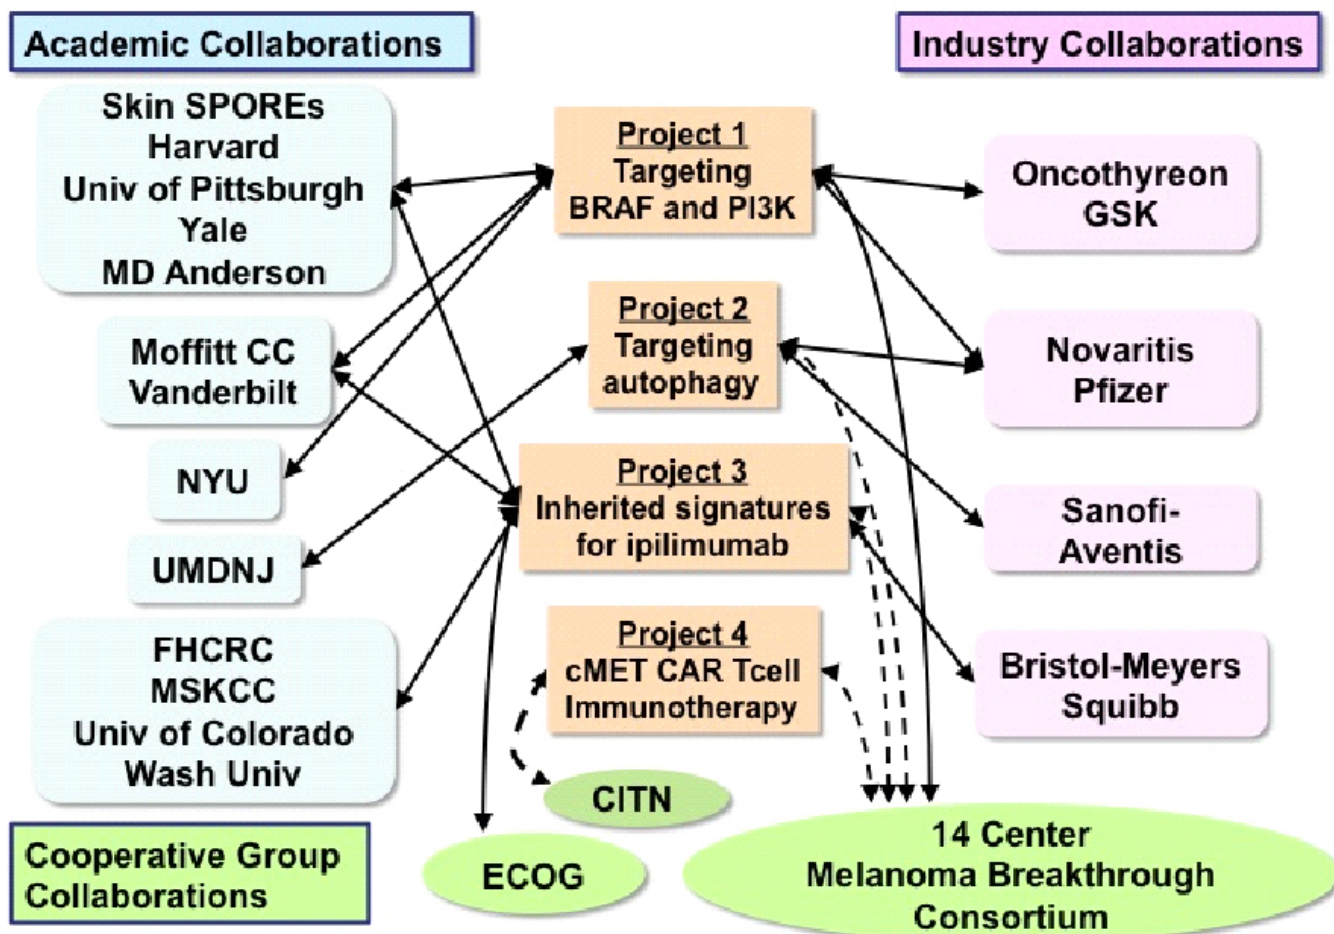 Academic Collaborations
Industry Collaborations
Skin SPOREs
Harvard
Univ of Pittsburgh
Yale
MD Anderson
Moffitt CC
Vanderbilt
NYU
UMDNJ
FHCRC
MSKCC
Univ of Colorado
Wash Univ
Project 1
Targeting
BRAF and PI3K
Project 2
Targeting
autophagy
Project 3
Inherited signatures
for ipilimumab
Project 4
cMET CAR Tcell
Immunotherapy
Oncothyreon
GSK
Novaritis
Pfizer
Sanofi-
Aventis
Bristol-Meyers
Squibb
Cooperative Group
Collaborations
CITN
ECOG
14 Center
Melanoma Breakthrough
Consortium